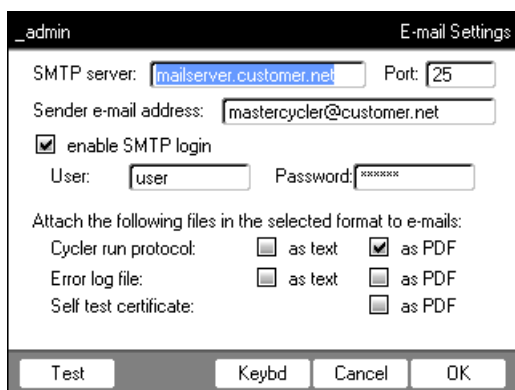 _admin E-mail Settings
SMTP server: mailserver.customer.net Port: 25
Sender e-mail address: mastercycler@customer.net
enable SMTP login
User: user Password: ******
Attach the following files in the selected format to e-mails:
Cycler run protocol: as text as PDF
Error log file: as text as PDF
Self test certificate: as PDF
Test Keybd Cancel OK